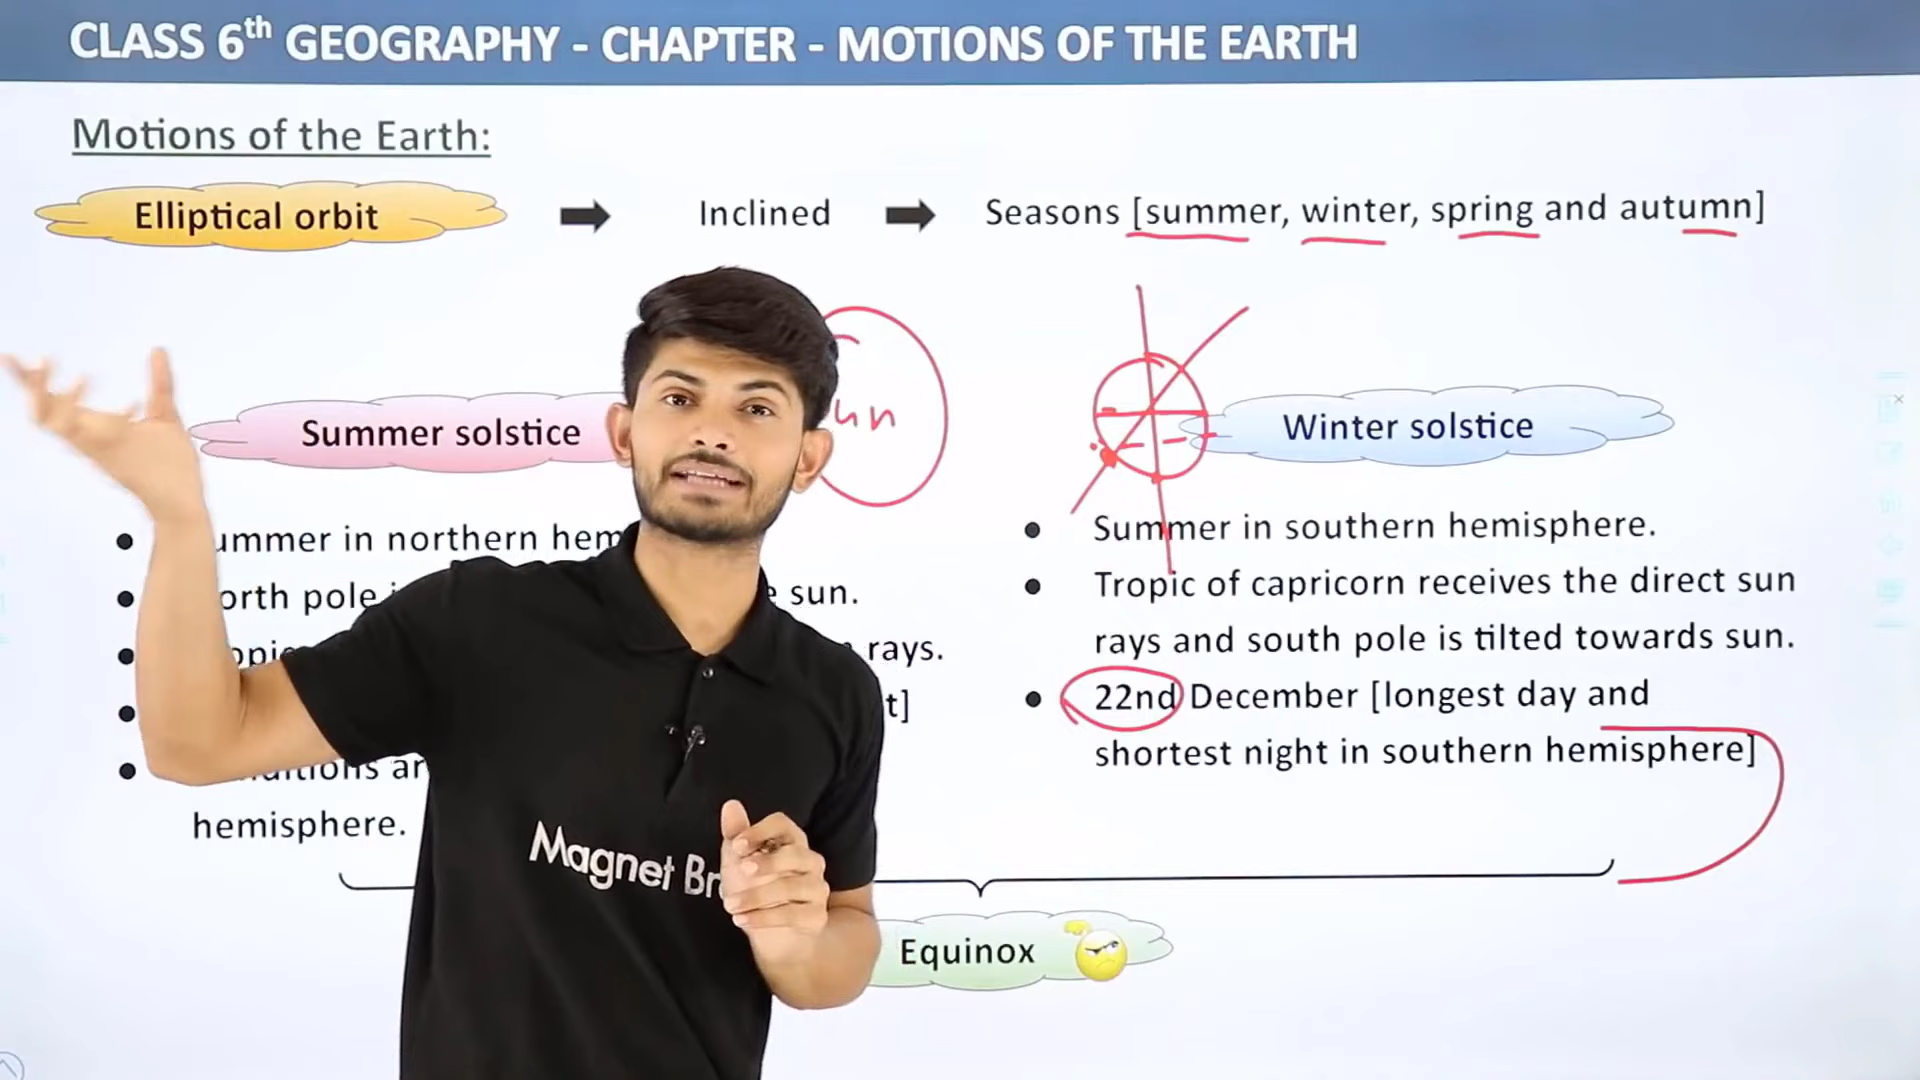 CLASS 6th GEOGRAPHY - CHAPTER - MOTIONS OF THE EARTH
Motions of the Earth:
Elliptical orbit
Inclined
Seasons [summer, winter, spring and autumn]
un
Summer solstice
Winter solstice
ummer in northern hem
orth pole
sun.
rays.
t]
ar
hemisphere.
Summer in southern hemisphere.
Tropic of capricorn receives the direct sun
rays and south pole is tilted towards sun.
22nd December [longest day and
shortest night in southern hemisphere]
Magnet Br
Equinox